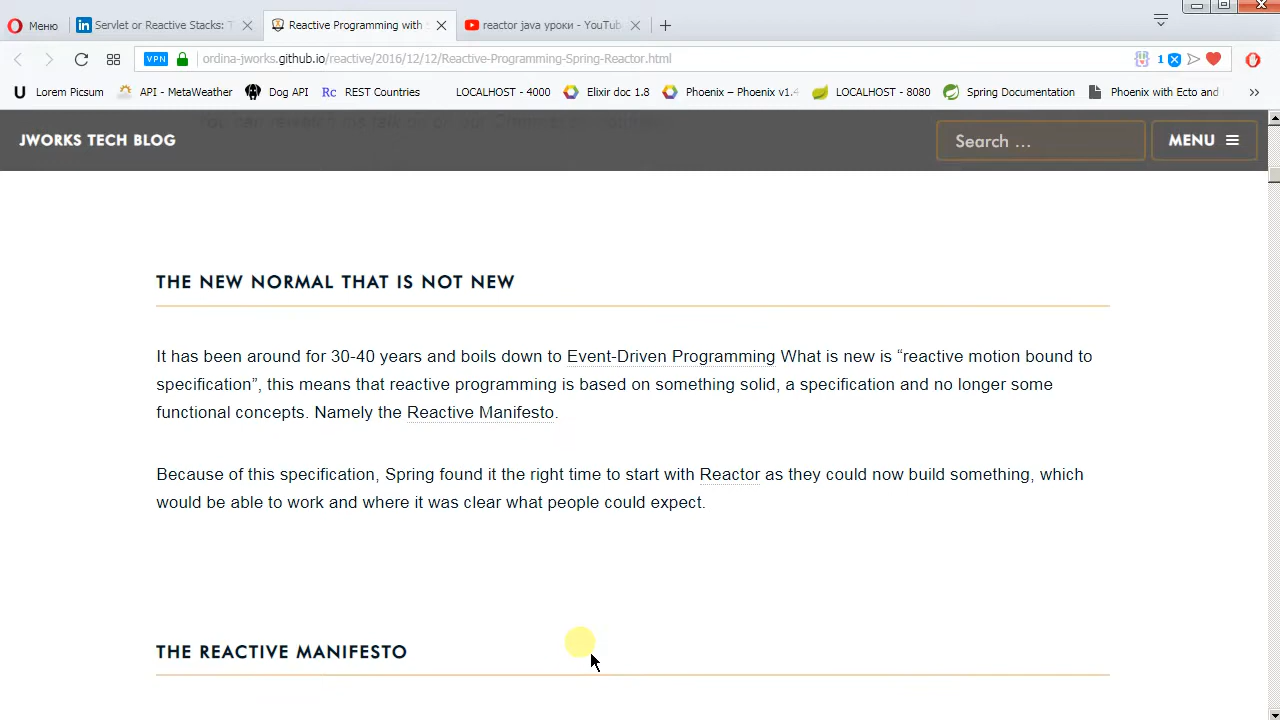 Меню
Servlet or Reactive Stacks: T
Reactive Programming with
reactor java уроки - YouTub
VPN
ordina-jworks.github.io/reactive/2016/12/12/Reactive-Programming-Spring-Reactor.html
1
U Lorem Picsum
API - MetaWeather
Dog API
Rc REST Countries
LOCALHOST - 4000
Elixir doc 1.8
Phoenix – Phoenix v1.4
LOCALHOST - 8080
Spring Documentation
Phoenix with Ecto and
JWORKS TECH BLOG
Search ...
MENU
THE NEW NORMAL THAT IS NOT NEW
It has been around for 30-40 years and boils down to Event-Driven Programming What is new is “reactive motion bound to
specification”, this means that reactive programming is based on something solid, a specification and no longer some
functional concepts. Namely the Reactive Manifesto.
Because of this specification, Spring found it the right time to start with Reactor as they could now build something, which
would be able to work and where it was clear what people could expect.
THE REACTIVE MANIFESTO